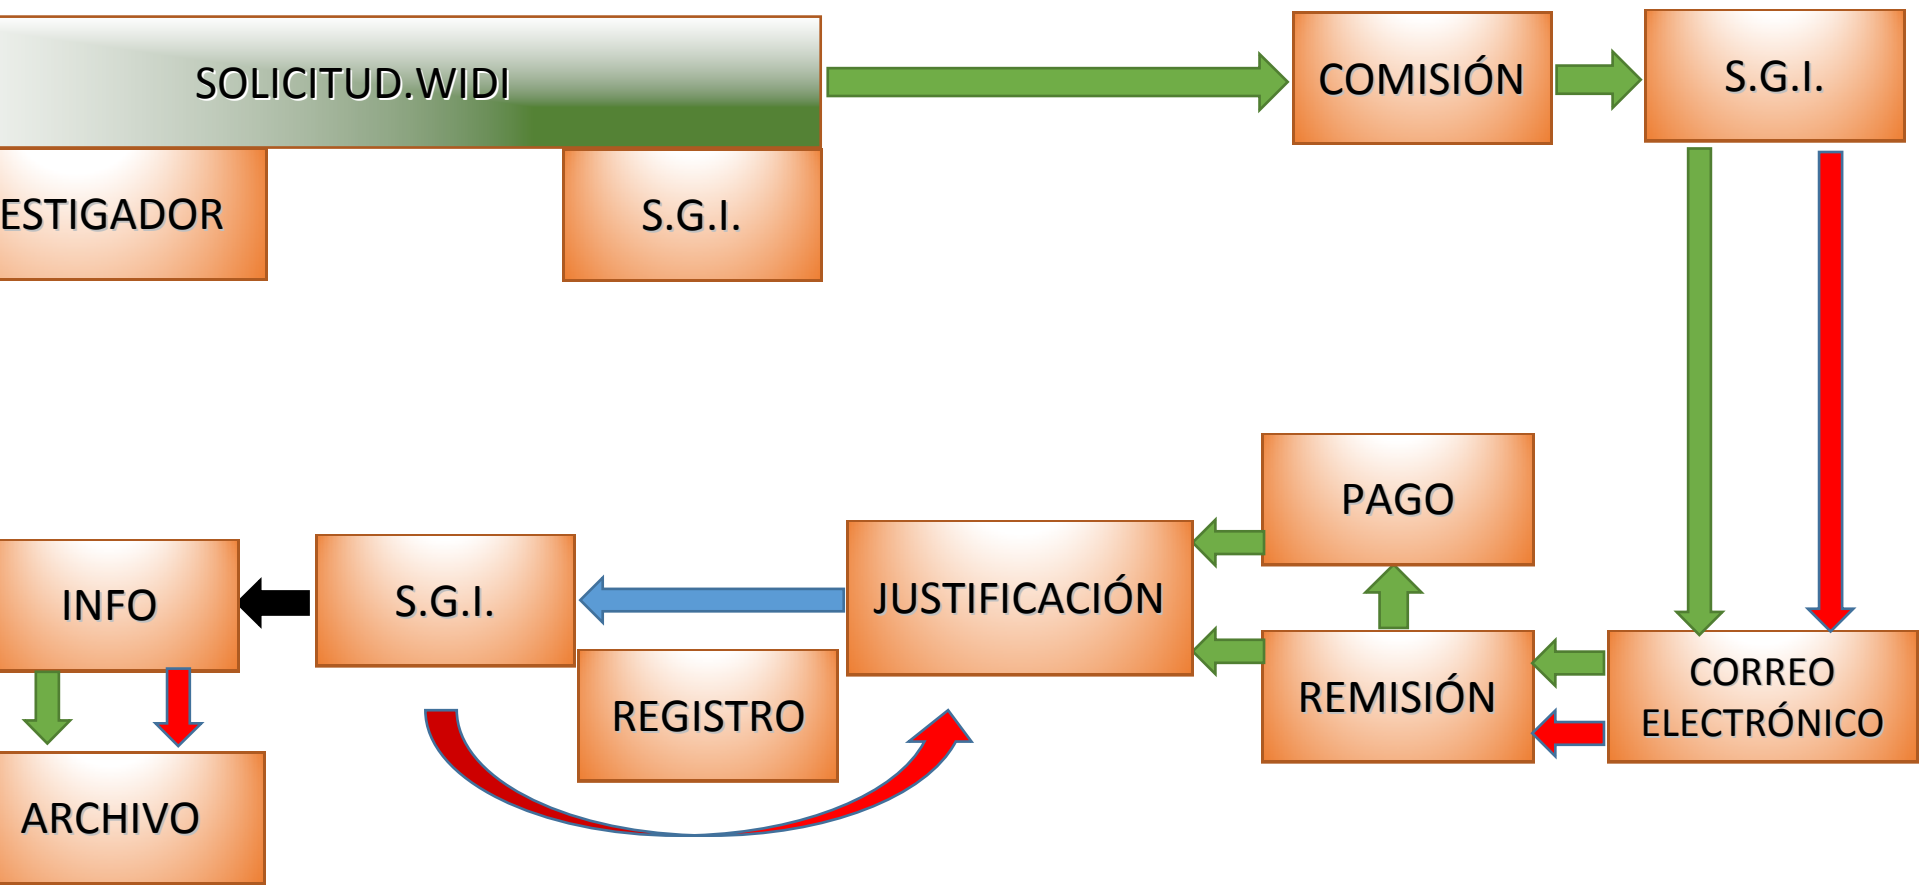 SOLICITUD.WIDI
COMISIÓN
S.G.I.
ESTIGADOR
S.G.I.
PAGO
INFO
S.G.I.
JUSTIFICACIÓN
REGISTRO
REMISIÓN
CORREO
ELECTRÓNICO
ARCHIVO